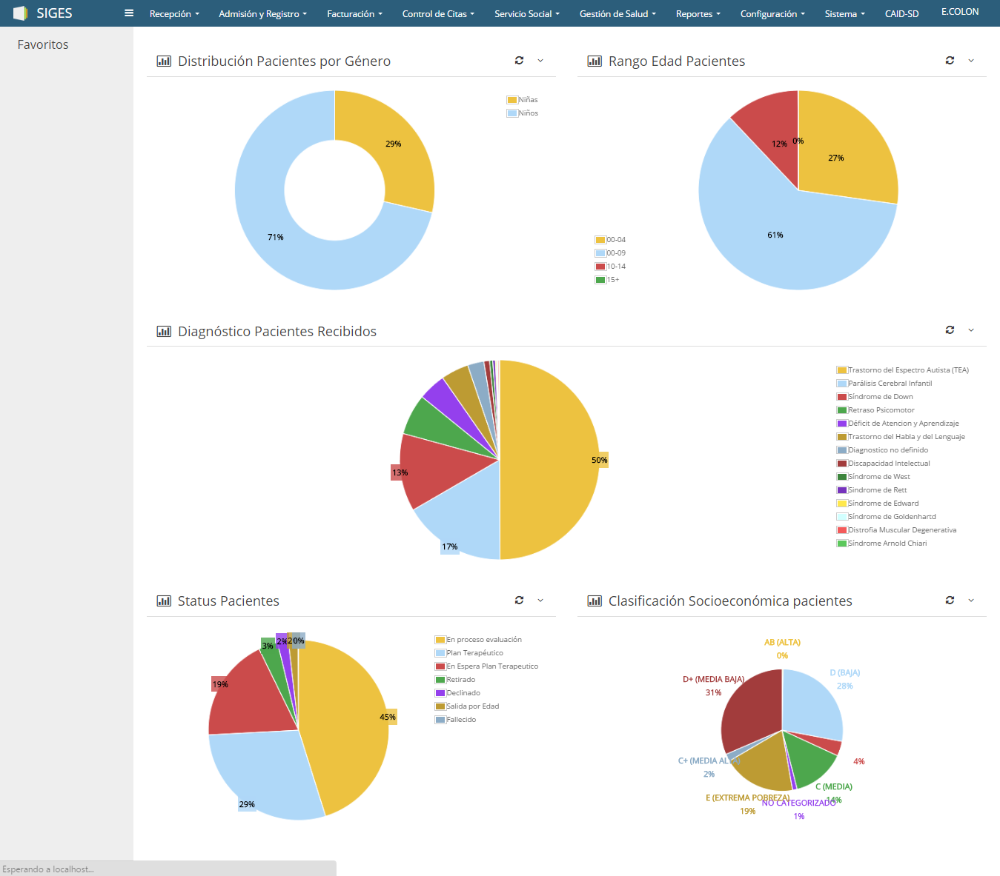 SIGES
Recepción
Admisión y Registro
Facturación
Control de Citas
Servicio Social
Gestión de Salud
Reportes
Configuración
Sistema
CAID-SD
E.COLON
Favoritos
Distribución Pacientes por Género
Niñas
Niños
29%
71%
Rango Edad Pacientes
12%
0%
27%
61%
00-04
00-09
10-14
15+
Diagnóstico Pacientes Recibidos
50%
13%
17%
Trastorno del Espectro Autista (TEA)
Parálisis Cerebral Infantil
Síndrome de Down
Retraso Psicomotor
Déficit de Atencion y Aprendizaje
Trastorno del Habla y del Lenguaje
Diagnostico no definido
Discapacidad Intelectual
Síndrome de West
Sindrome de Rett
Síndrome de Edward
Síndrome de Goldenhartd
Distrofia Muscular Degenerativa
Síndrome Arnold Chiari
Status Pacientes
3%
2%
0%
19%
45%
29%
En proceso evaluación
Plan Terapéutico
En Espera Plan Terapeutico
Retirado
Declinado
Salida por Edad
Fallecido
Clasificación Socioeconómica pacientes
AB (ALTA)
0%
D (BAJA)
28%
D+ (MEDIA BAJA)
31%
4%
C+ (MEDIA ALTA)
2%
C (MEDIA)
14%
E (EXTREMA POBREZA)
19%
NO CATEGORIZADO
1%
Esperando a localhost...